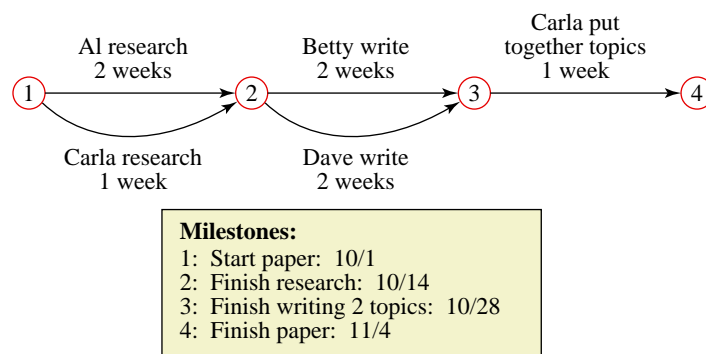 Al research
2 weeks
Betty write
2 weeks
Carla put
together topics
1 week
1
2
3
4
Carla research
1 week
Dave write
2 weeks
Milestones:
1: Start paper: 10/1
2: Finish research: 10/14
3: Finish writing 2 topics: 10/28
4: Finish paper: 11/4